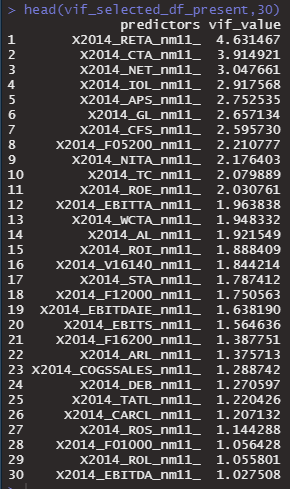 > head(vif_selected_df_present,30)
predictors vif_value
1 X2014_RETA_nm11_ 4.631467
2 X2014_CTA_nm11_ 3.914921
3 X2014_NET_nm11_ 3.047661
4 X2014_IOL_nm11_ 2.917568
5 X2014_APS_nm11_ 2.752535
6 X2014_GL_nm11_ 2.657134
7 X2014_CFS_nm11_ 2.595730
8 X2014_F05200_nm11_ 2.210777
9 X2014_NITA_nm11_ 2.176403
10 X2014_TC_nm11_ 2.079889
11 X2014_ROE_nm11_ 2.030761
12 X2014_EBITTA_nm11_ 1.963838
13 X2014_WCTA_nm11_ 1.948332
14 X2014_AL_nm11_ 1.921549
15 X2014_ROI_nm11_ 1.888409
16 X2014_V16140_nm11_ 1.844214
17 X2014_STA_nm11_ 1.787412
18 X2014_F12000_nm11_ 1.750563
19 X2014_EBITDAIE_nm11_ 1.638190
20 X2014_EBITS_nm11_ 1.564636
21 X2014_F16200_nm11_ 1.387751
22 X2014_ARL_nm11_ 1.375713
23 X2014_COGSSALES_nm11_ 1.288742
24 X2014_DEB_nm11_ 1.270597
25 X2014_TATL_nm11_ 1.220426
26 X2014_CARCL_nm11_ 1.207132
27 X2014_ROS_nm11_ 1.144288
28 X2014_F01000_nm11_ 1.056428
29 X2014_ROL_nm11_ 1.055801
30 X2014_EBITDA_nm11_ 1.027508